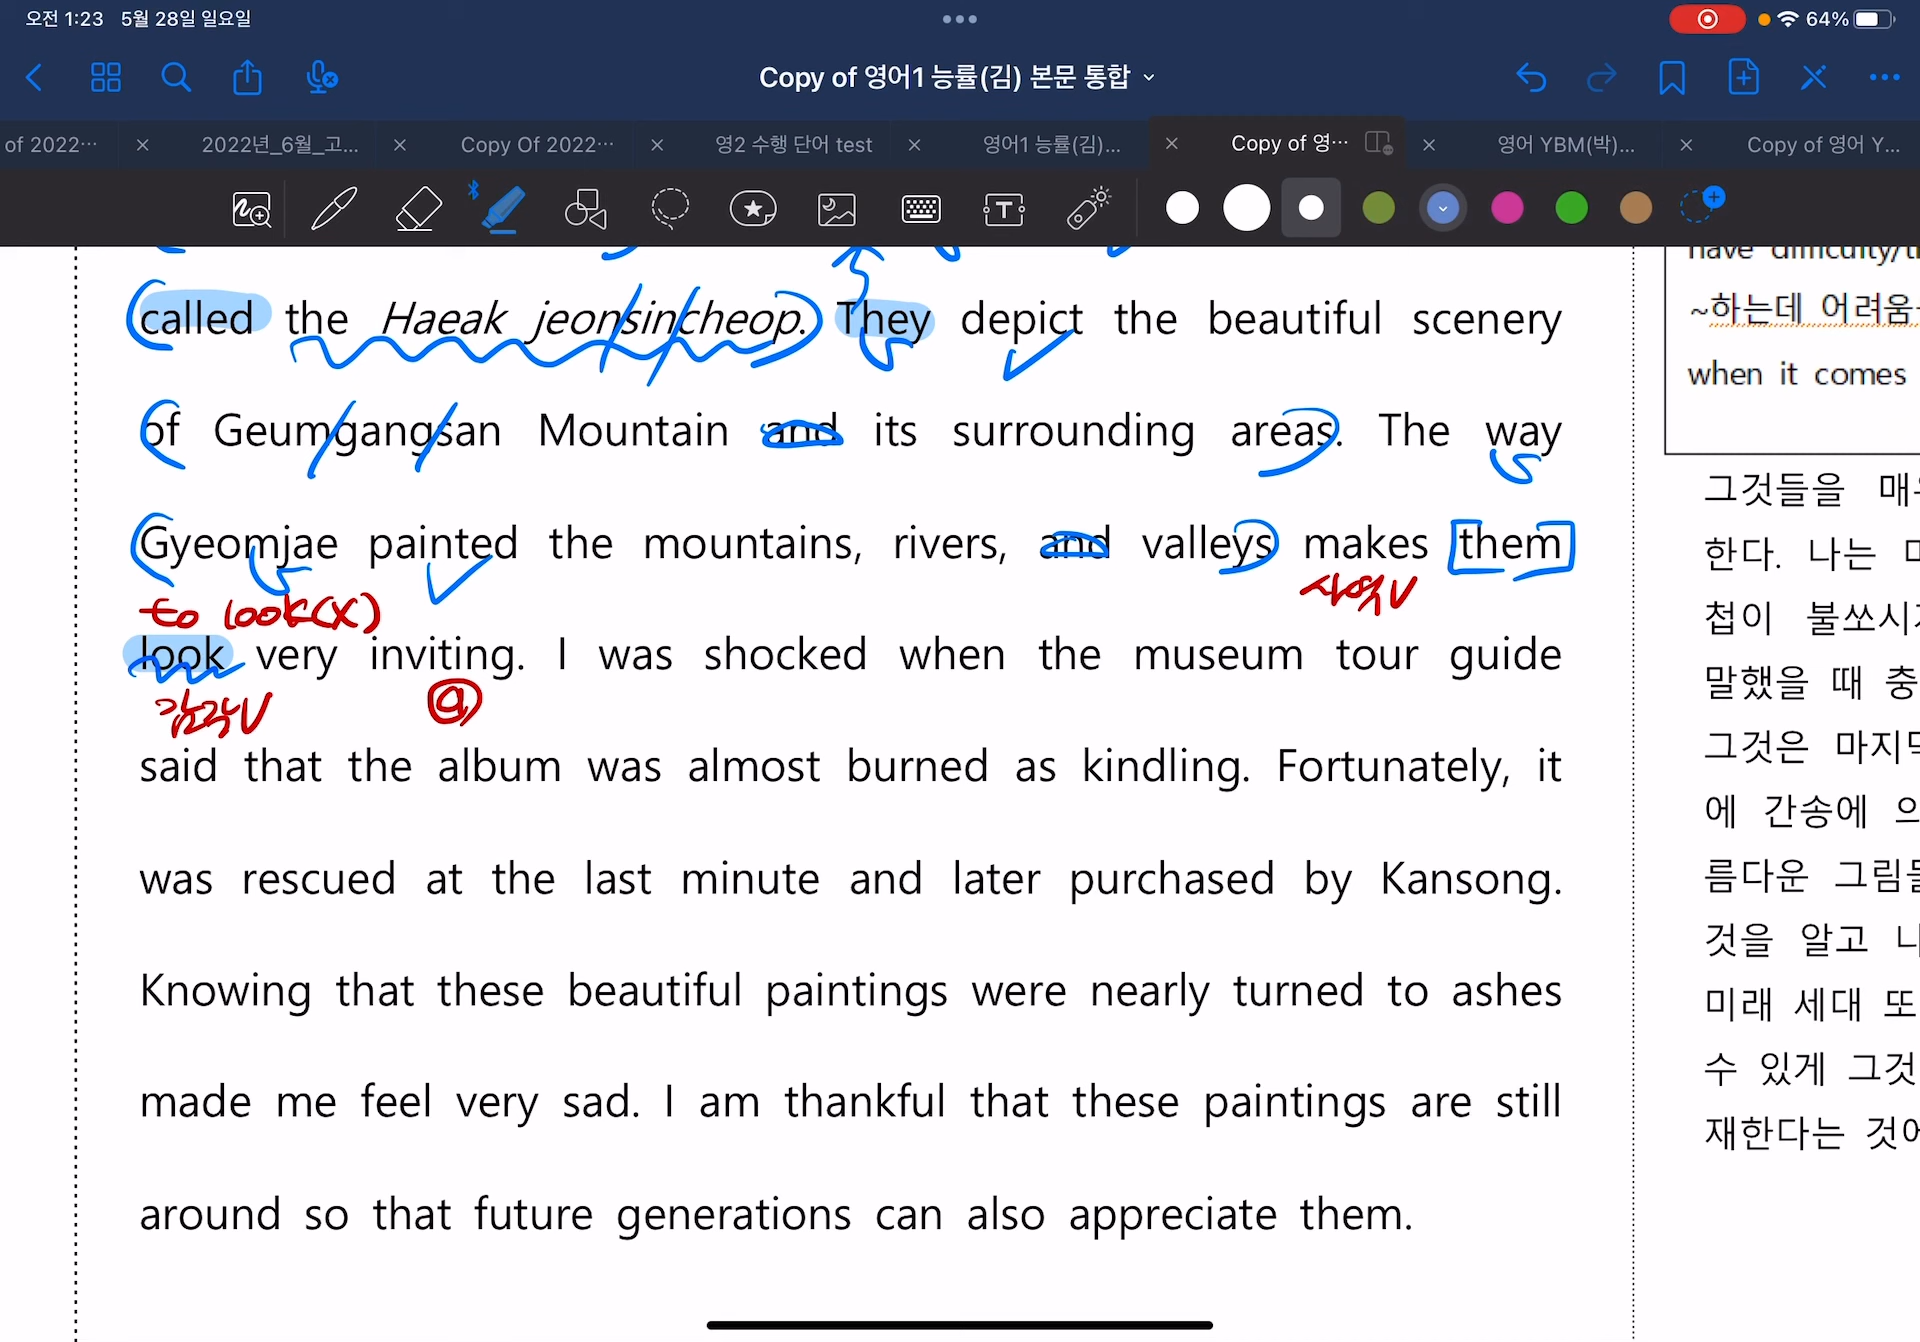 오전 1:23 5월 28일 일요일
64%
Copy of 영어1 능률(김) 본문 통합
of 2022…
2022년_6월_고...
Copy Of 2022…
영2 수행 단어 test
영어1 능률(김)...
Copy of 영…
영어 YBM(박)...
Copy of 영어 Y...
called the Haeak jeonsincheop. They depict the beautiful scenery
of Geumgangsan Mountain and its surrounding areas. The way
Gyeomjae painted the mountains, rivers, and valleys makes them
to look(X)
사역V
look very inviting. I was shocked when the museum tour guide
감각V
ⓐ
said that the album was almost burned as kindling. Fortunately, it
was rescued at the last minute and later purchased by Kansong.
Knowing that these beautiful paintings were nearly turned to ashes
made me feel very sad. I am thankful that these paintings are still
around so that future generations can also appreciate them.
have difficulty/
~하는데 어려움
when it comes
그것들을
한다. 나는
첩이 불쏘시
말했을 때 충
그것은 마지
에 간송에
름다운 그림
것을 알고
미래 세대 또
수 있게 그것
재한다는 것